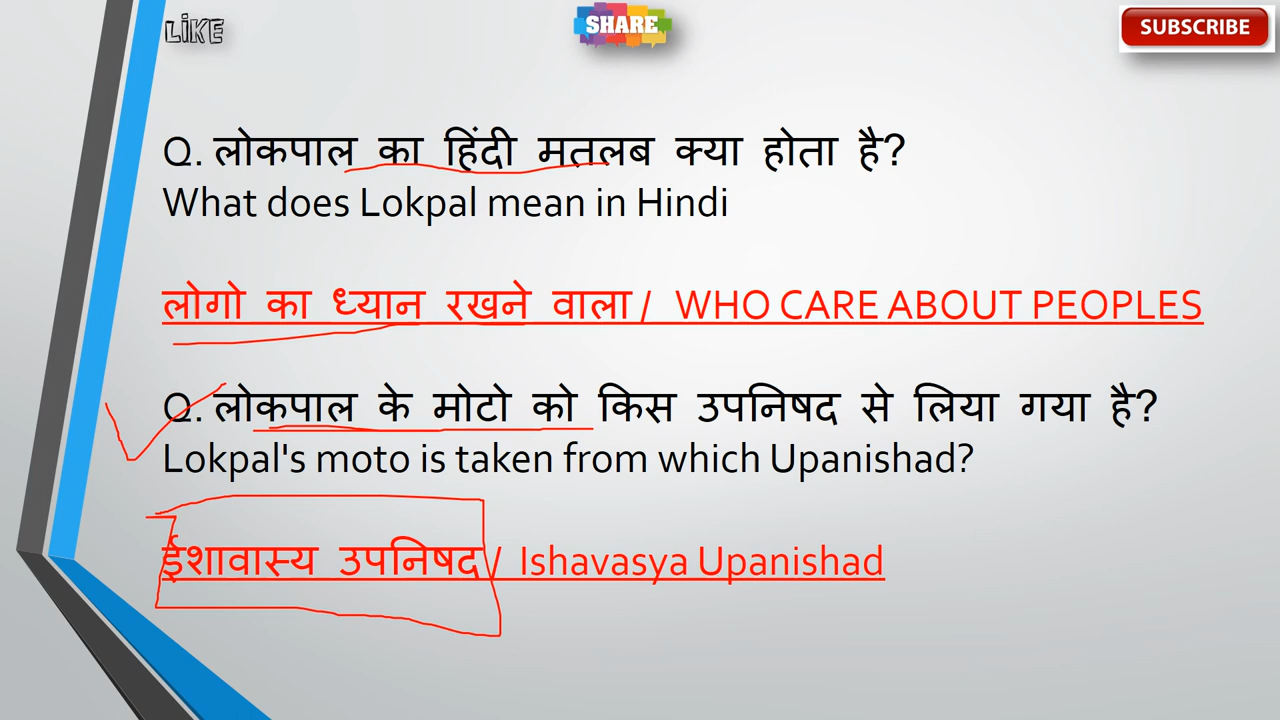 LiKE
SHARE
SUBSCRIBE
Q. लोकपाल का हिंदी मतलब क्या होता है?
What does Lokpal mean in Hindi
लोगो का ध्यान रखने वाला / WHO CARE ABOUT PEOPLES
Q. लोकपाल के मोटो को किस उपनिषद से लिया गया है?
Lokpal's moto is taken from which Upanishad?
ईशावास्य उपनिषद / Ishavasya Upanishad